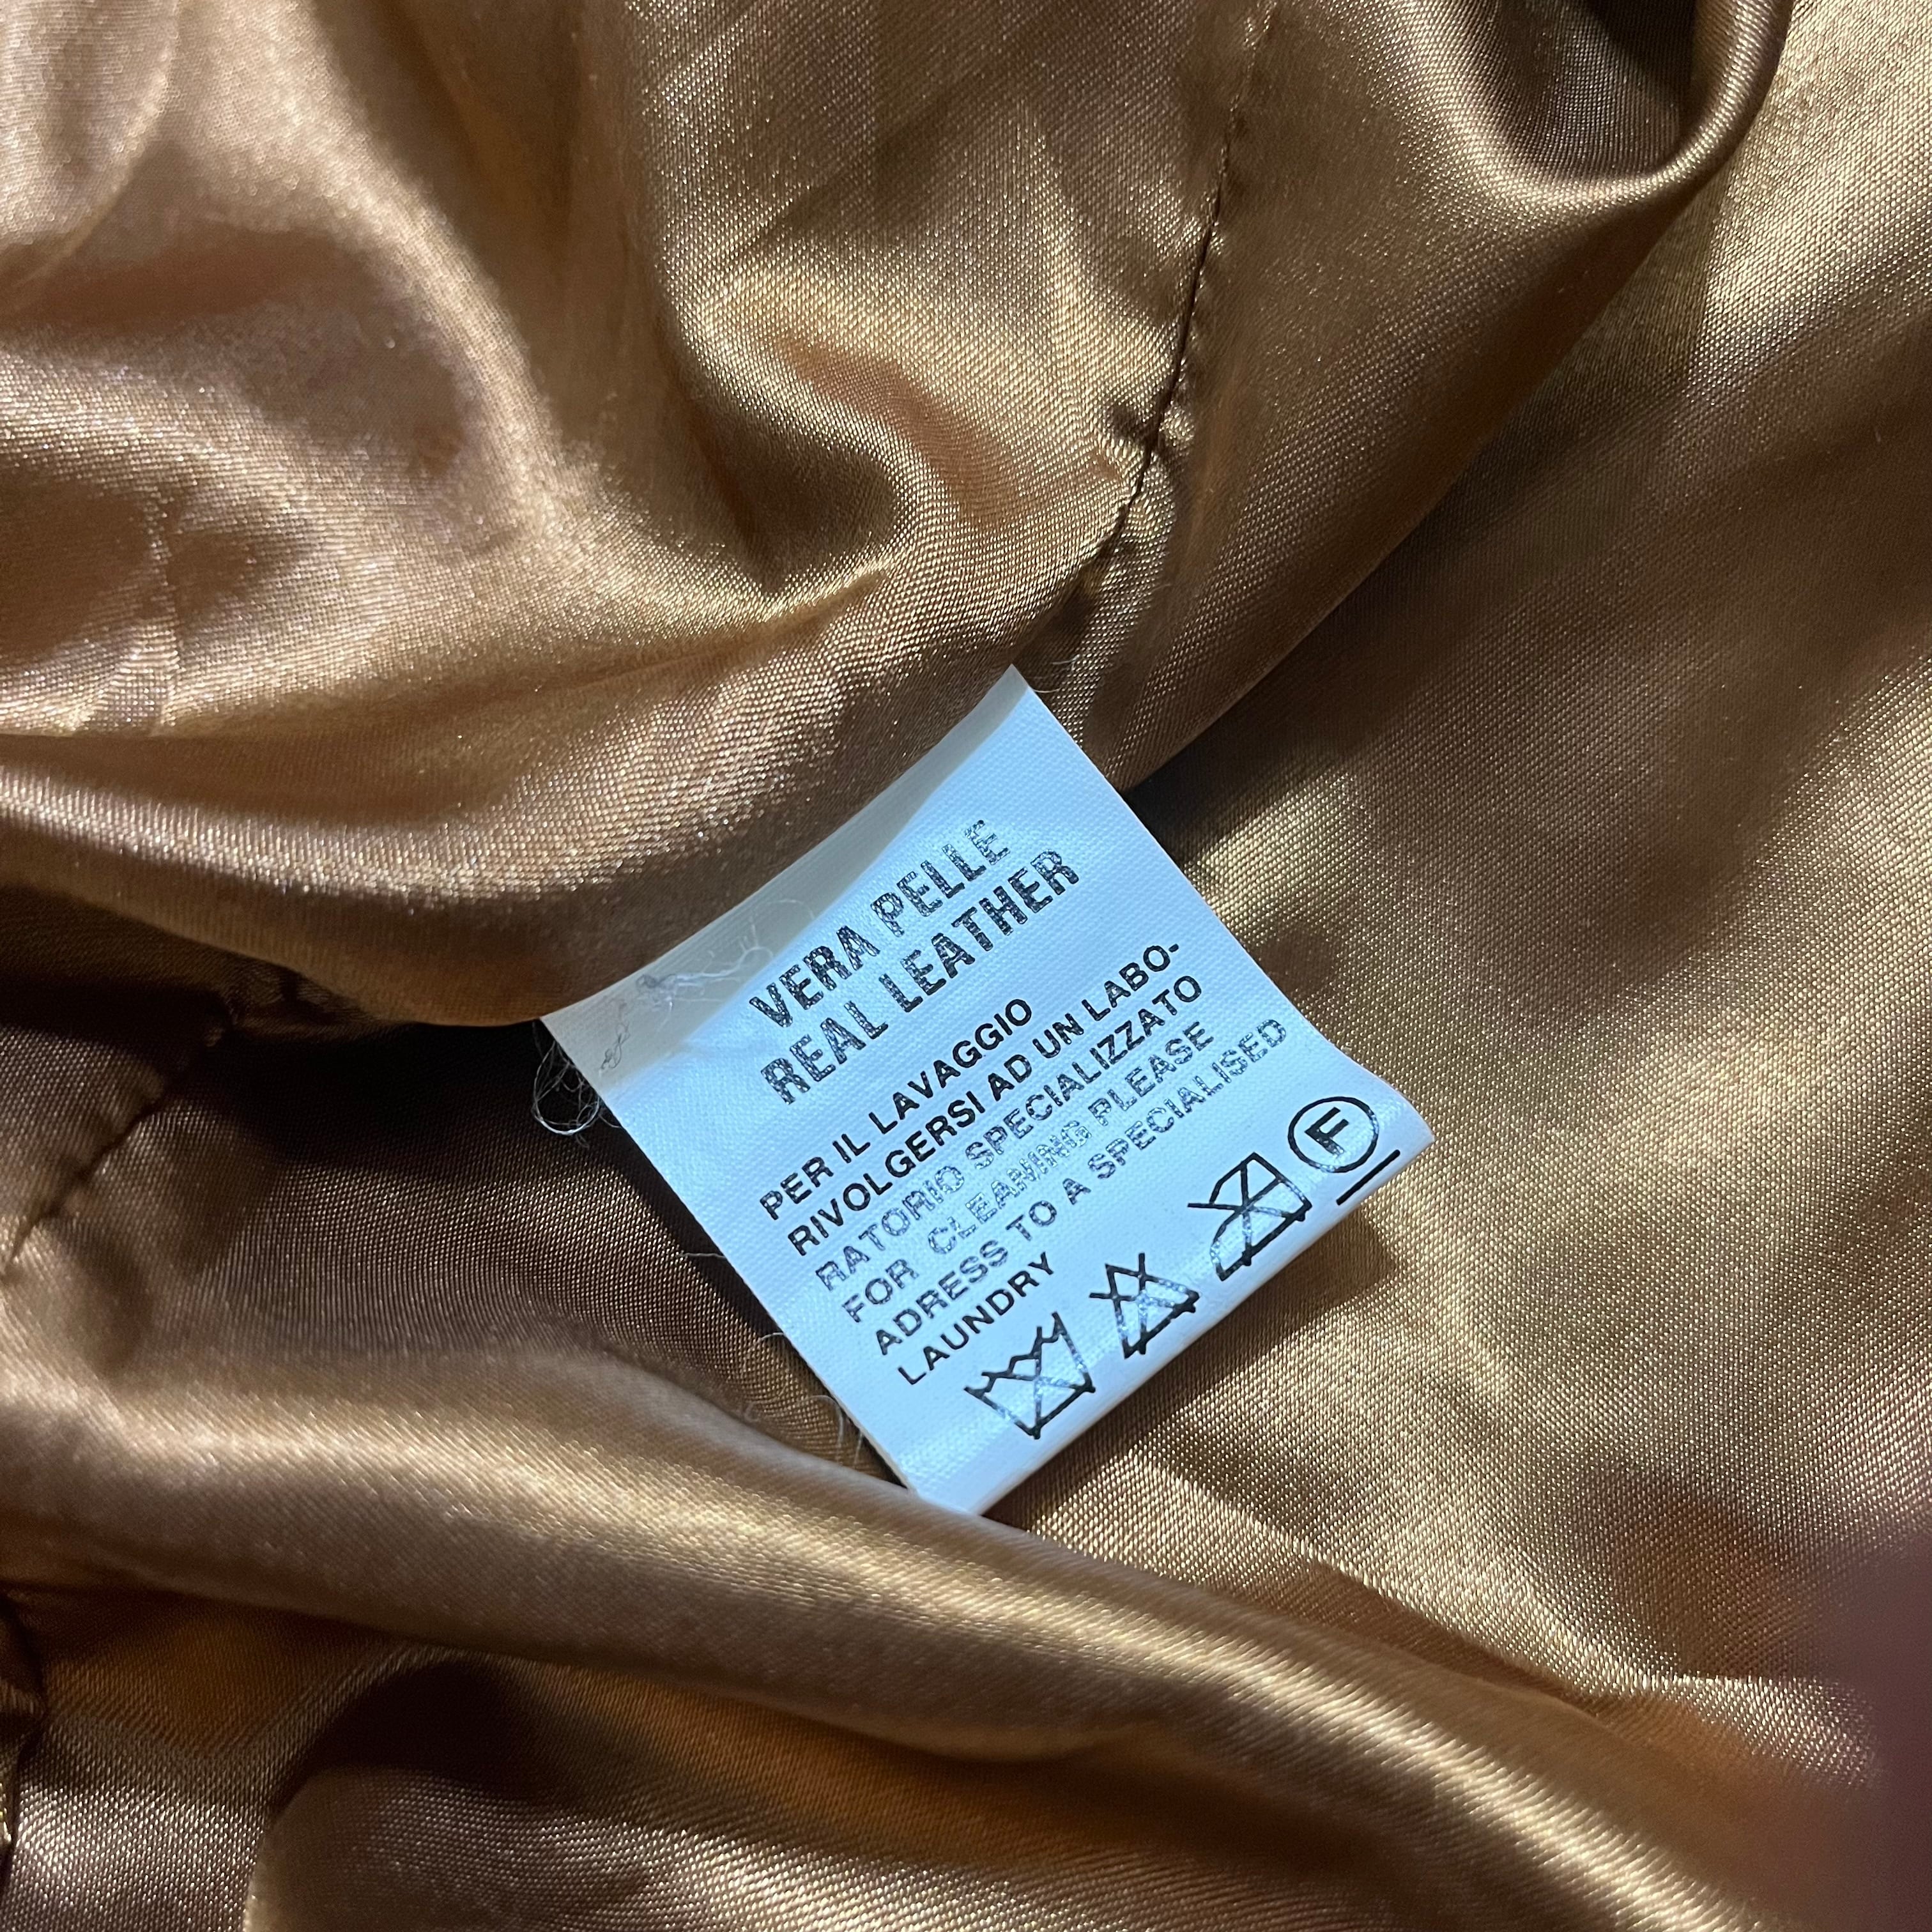 VERA PELLE
REAL LEATHER
PER IL LAVAGGIO
RIVOLGERSI AD UN LABO-
RATORIO SPECIALIZZATO
FOR CLEANING PLEASE
ADRESS TO A SPECIALISED
LAUNDRY
F